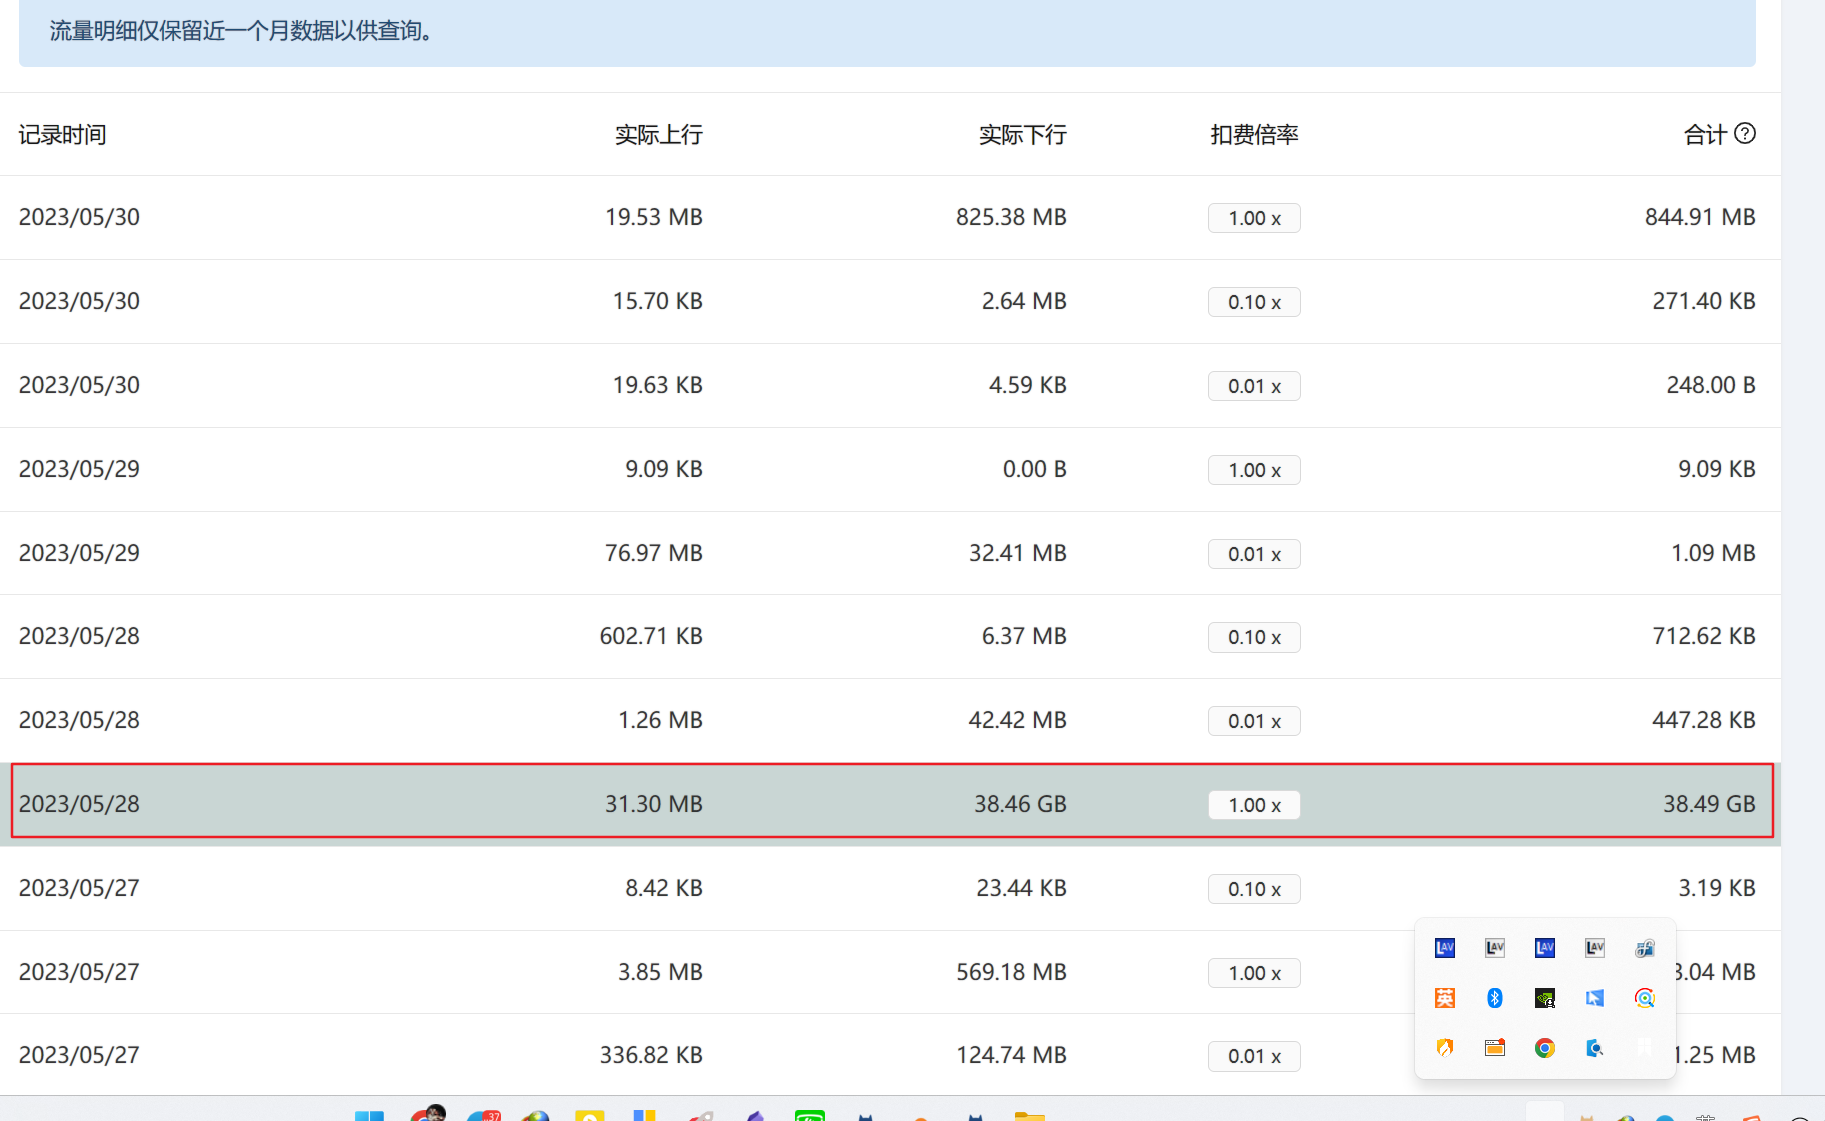 流量明细仅保留近一个月数据以供查询。
记录时间 实际上行 实际下行 扣费倍率 合计
2023/05/30 19.53 MB 825.38 MB 1.00 x 844.91 MB
2023/05/30 15.70 KB 2.64 MB 0.10 x 271.40 KB
2023/05/30 19.63 KB 4.59 KB 0.01 x 248.00 B
2023/05/29 9.09 KB 0.00 B 1.00 x 9.09 KB
2023/05/29 76.97 MB 32.41 MB 0.01 x 1.09 MB
2023/05/28 602.71 KB 6.37 MB 0.10 x 712.62 KB
2023/05/28 1.26 MB 42.42 MB 0.01 x 447.28 KB
2023/05/28 31.30 MB 38.46 GB 1.00 x 38.49 GB
2023/05/27 8.42 KB 23.44 KB 0.10 x 3.19 KB
LAV LAV LAV LAV
2023/05/27 3.85 MB 569.18 MB 1.00 x 3.04 MB
英
2023/05/27 336.82 KB 124.74 MB 0.01 x 1.25 MB
37